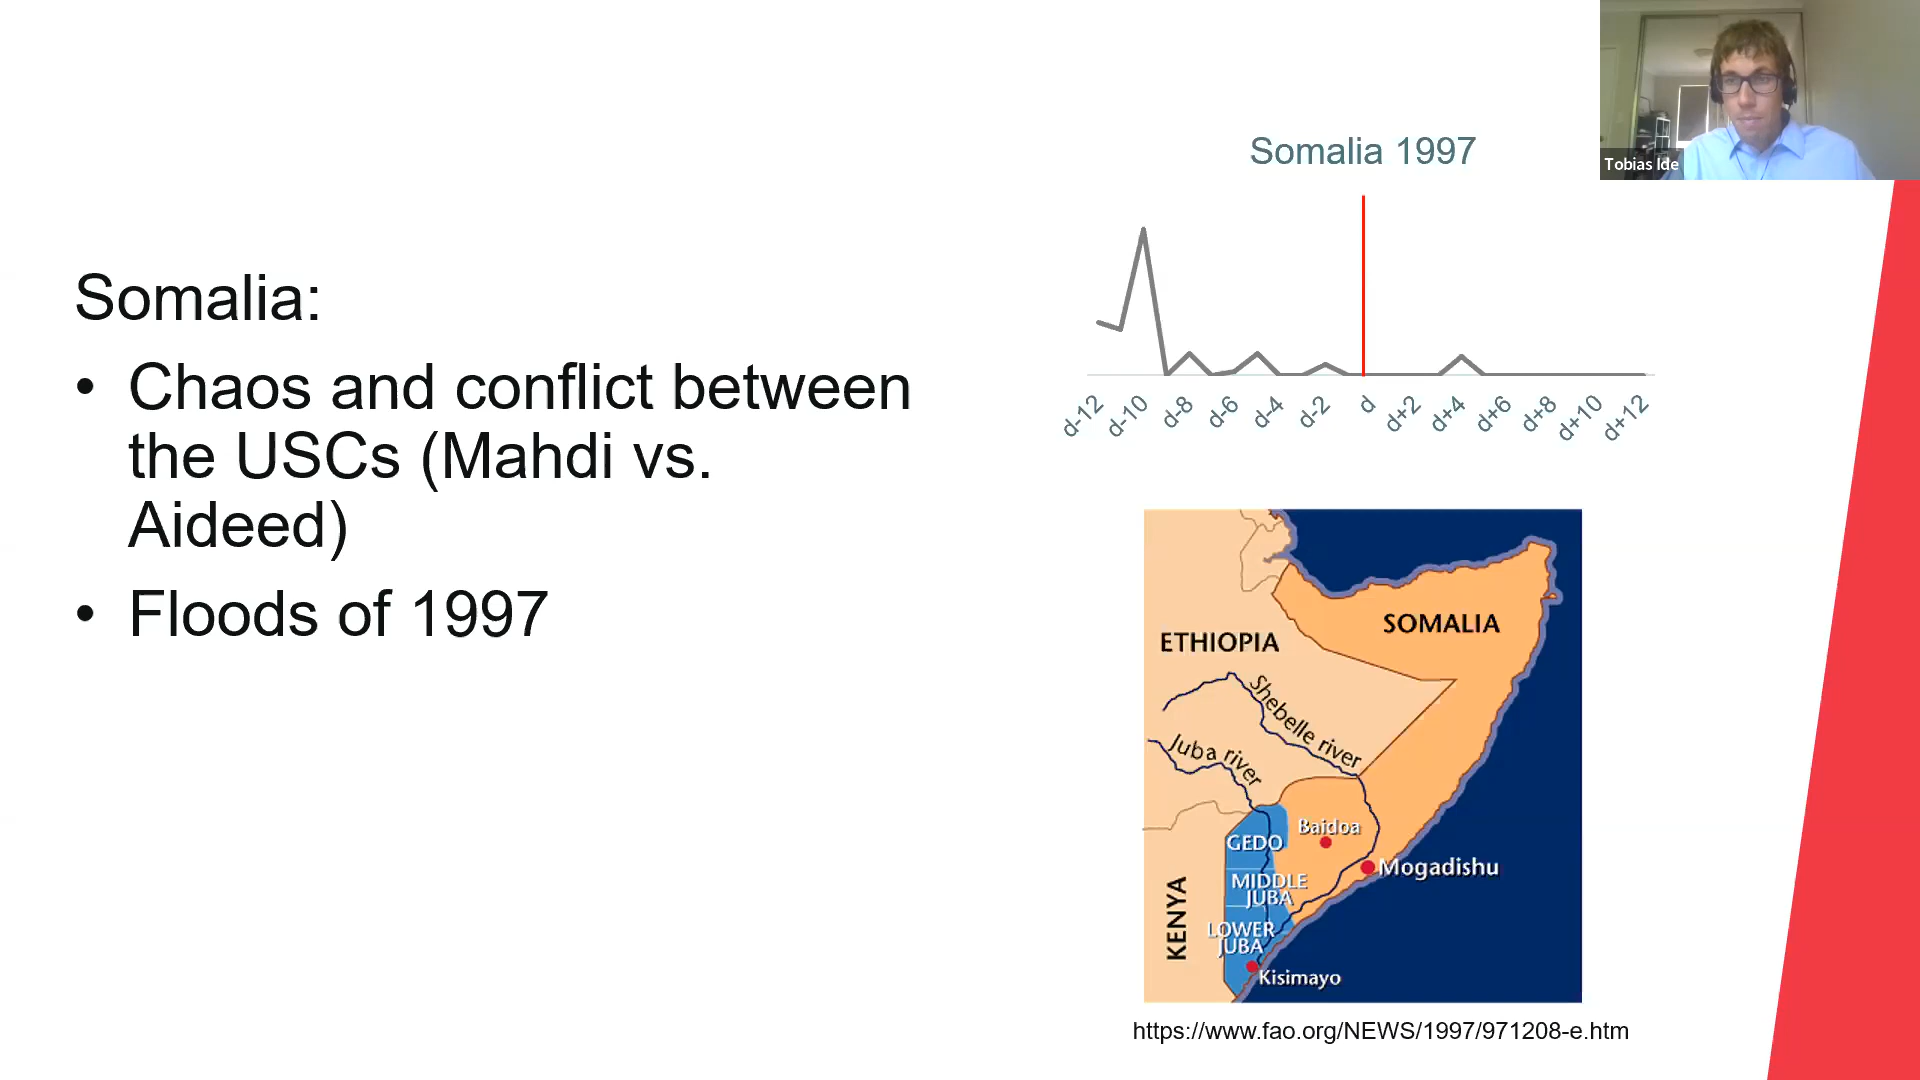 Tobias Ide
Somalia:
• Chaos and conflict between
the USCs (Mahdi vs.
Aideed)
• Floods of 1997
Somalia 1997
d-12
d-10
d-8
d-6
d-4
d-2
d
d+2
d+4
d+6
d+8
d+10
d+12
SOMALIA
ETHIOPIA
Shebelle river
Juba river
Baidoa
GEDO
Mogadishu
MIDDLE
JUBA
KENYA
LOWER
JUBA
Kisimayo
https://www.fao.org/NEWS/1997/971208-e.htm